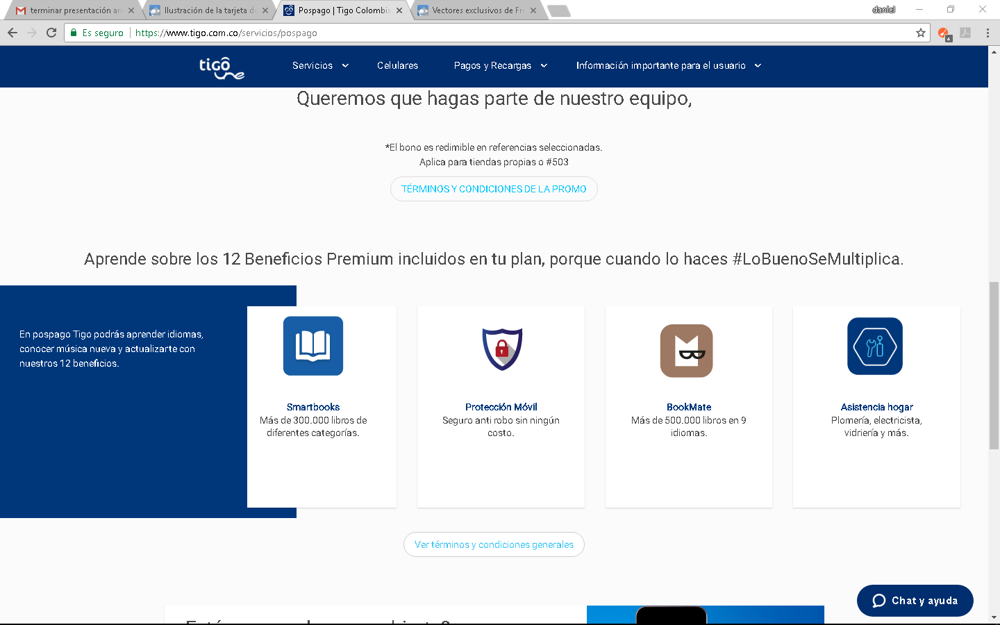 terminar presentación an
Ilustración de la tarjeta de
Pospago | Tigo Colombia
Vectores exclusivos de Fr
daniel
Es seguro
https://www.tigo.com.co/servicios/pospago
tigo
une
Servicios
Celulares
Pagos y Recargas
Información importante para el usuario
Queremos que hagas parte de nuestro equipo,
*El bono es redimible en referencias seleccionadas.
Aplica para tiendas propias o #503
TÉRMINOS Y CONDICIONES DE LA PROMO
Aprende sobre los 12 Beneficios Premium incluidos en tu plan, porque cuando lo haces #LoBuenoSeMultiplica.
En pospago Tigo podrás aprender idiomas,
conocer música nueva y actualizarte con
nuestros 12 beneficios.
Smartbooks
Más de 300.000 libros de
diferentes categorías.
Protección Móvil
Seguro anti robo sin ningún
costo.
BookMate
Más de 500.000 libros en 9
idiomas.
Asistencia hogar
Plomería, electricista,
vidriería y más.
Ver términos y condiciones generales
Chat y ayuda